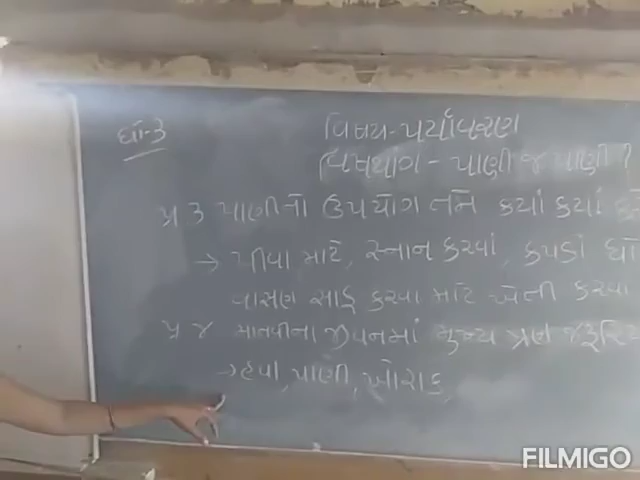 ધો-૩
વિષય-પર્યાવરણ
વિષયાંગ - પાણી જ પાણી !
પ્ર ૩ પાણીનો ઉપયોગ તમે ક્યાં ક્યાં
→ પીવા માટે, સ્નાન કરવાં, કપડાં ધો
વાસણ સાફ કરવા માટે ખેતી કરવા
પ્ર ૪ માનવીના જીવનમાં મુખ્ય ત્રણ જરૂરિ
→ હવા, પાણી, ખોરાક,
FILMIGO